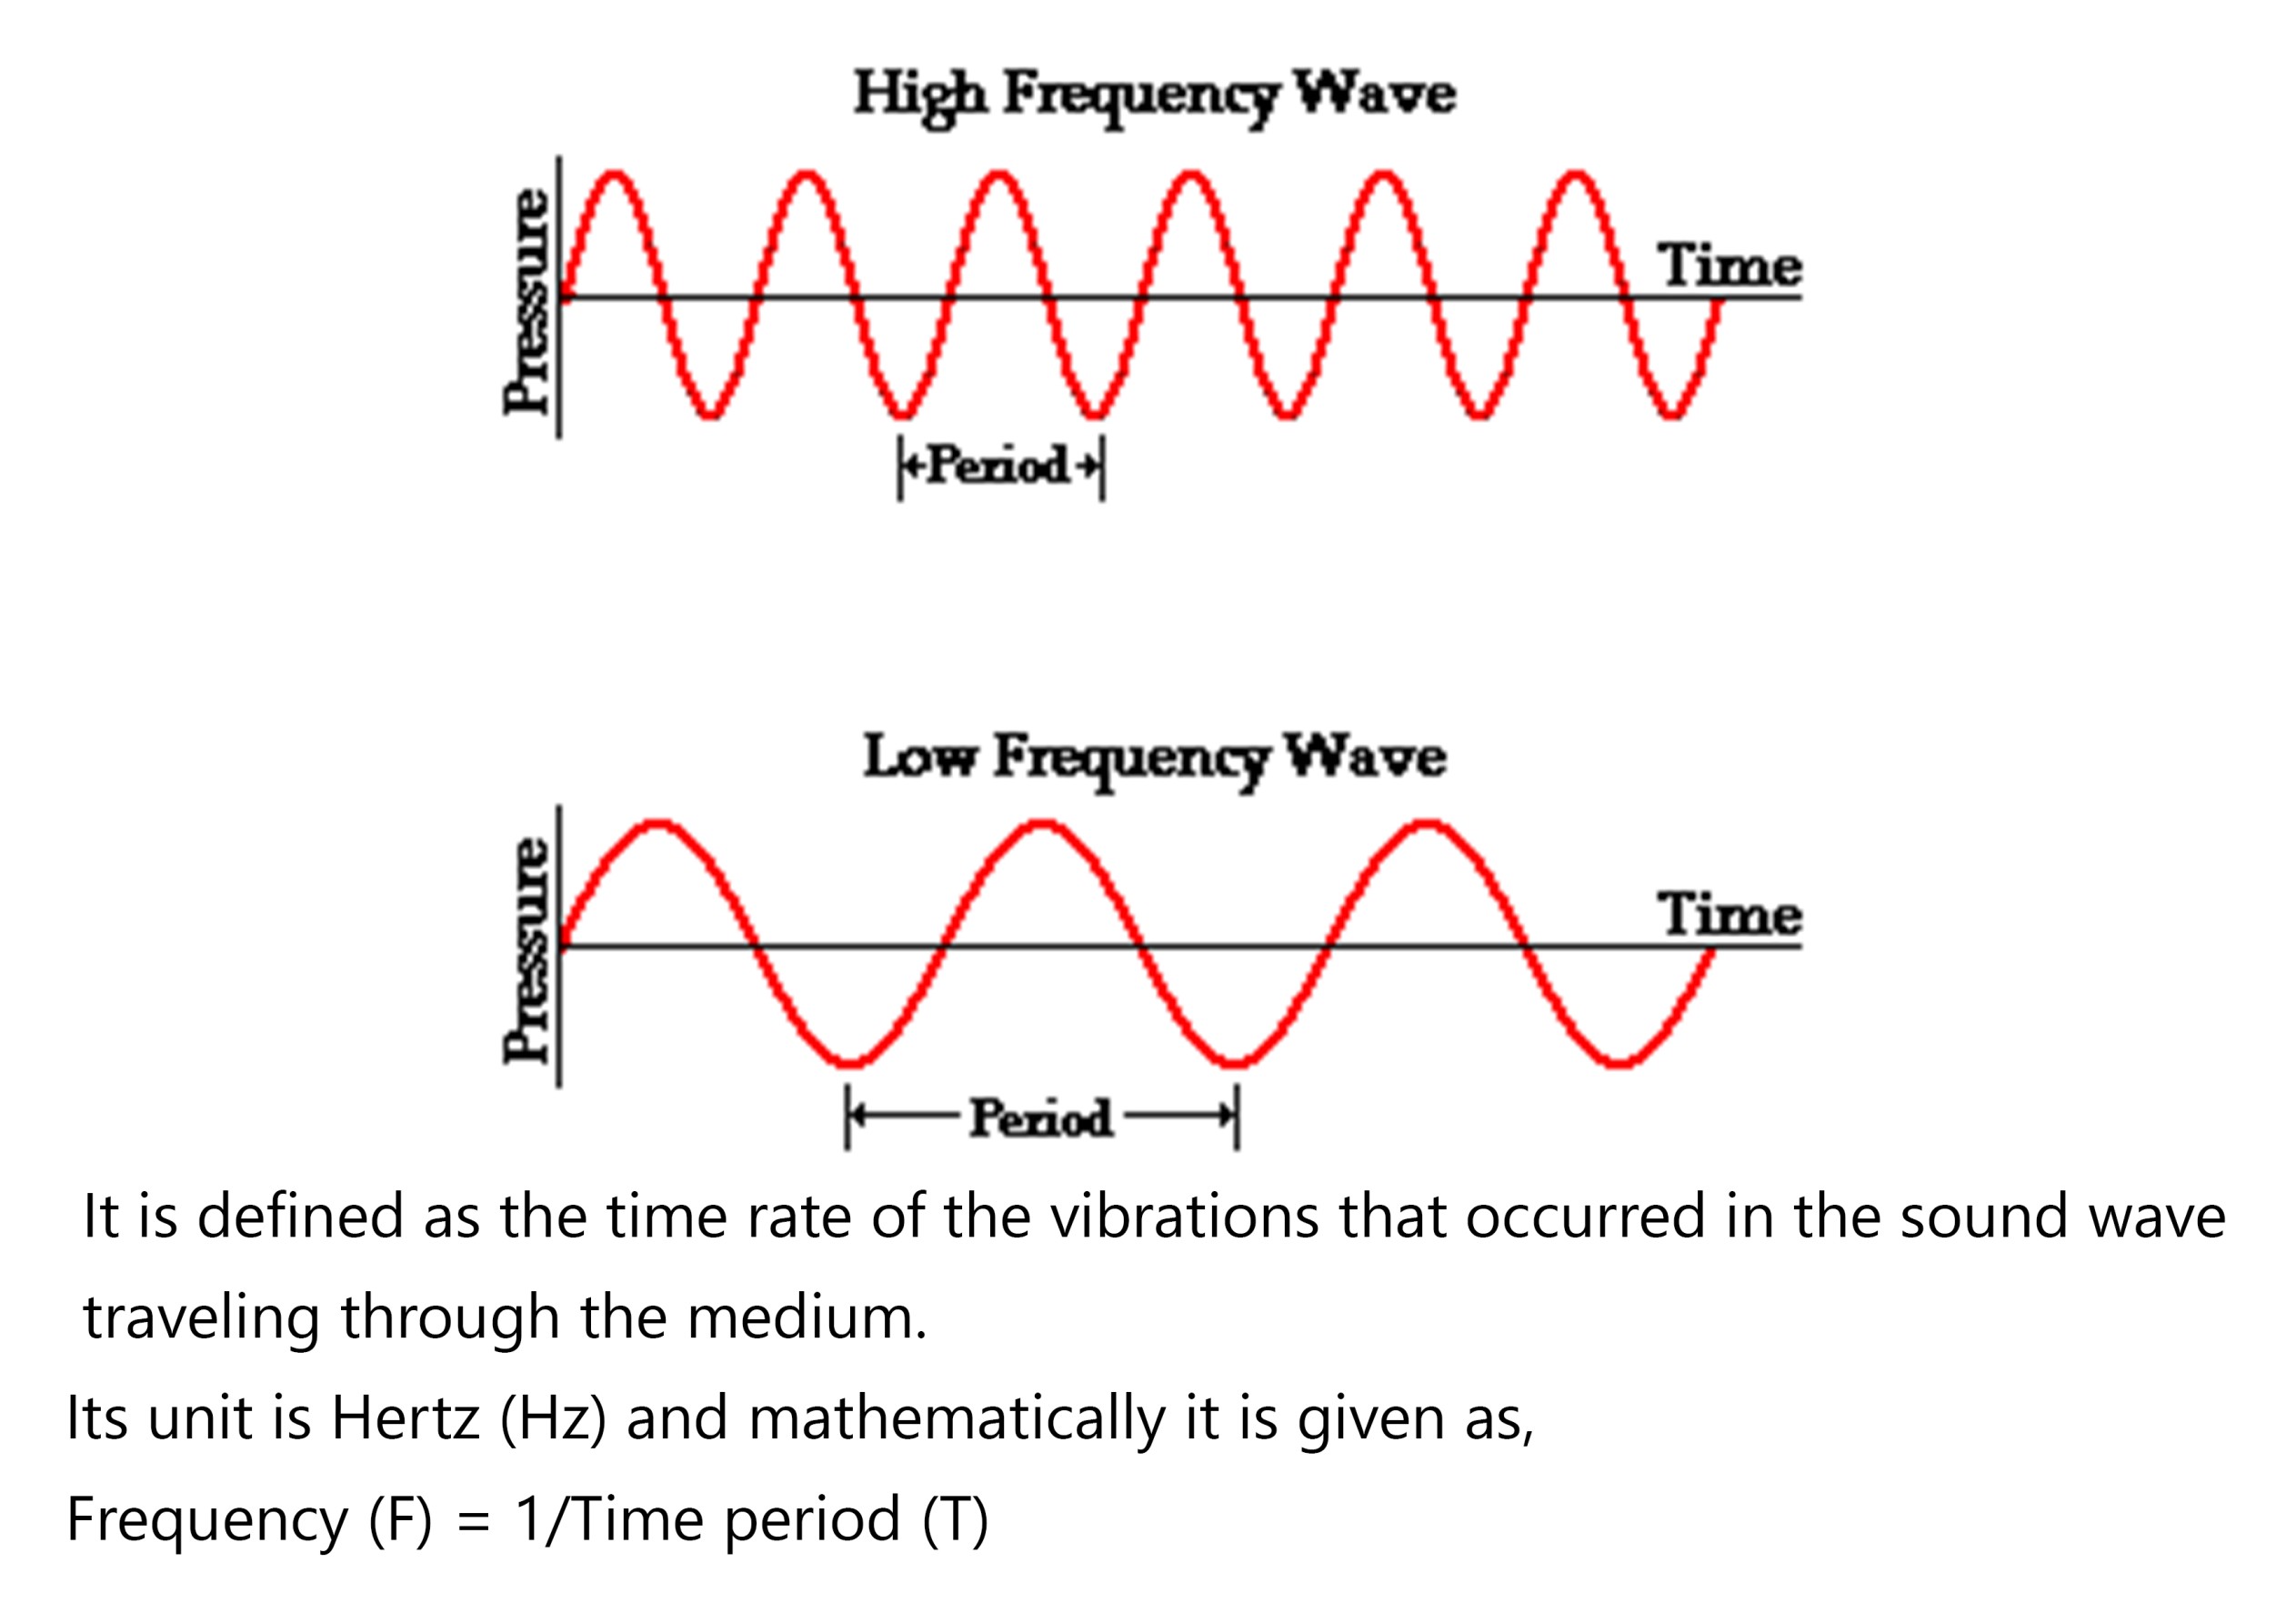 High Frequency Wave
Pressure
Time
Period
Low Frequency Wave
Pressure
Time
Period
It is defined as the time rate of the vibrations that occurred in the sound wave
traveling through the medium.
Its unit is Hertz (Hz) and mathematically it is given as,
Frequency (F) = 1/Time period (T)